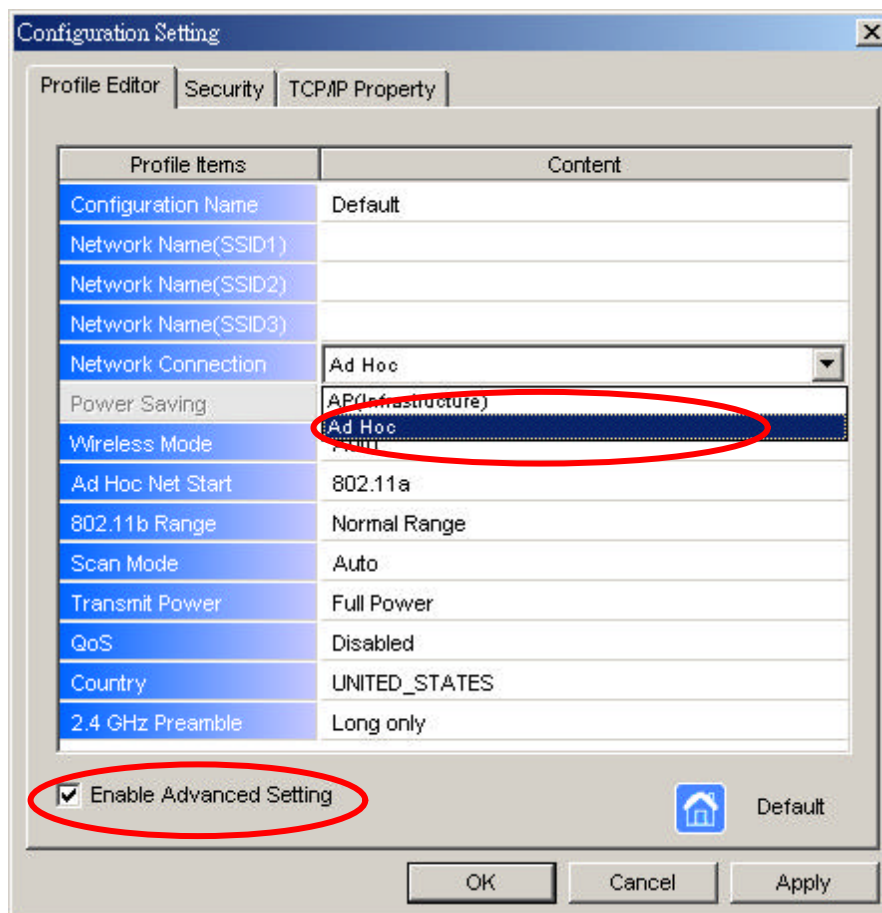 Configuration Setting
Profile Editor Security TCP/IP Property
Profile Items Content
Configuration Name Default
Network Name(SSID1)
Network Name(SSID2)
Network Name(SSID3)
Network Connection Ad Hoc
Power Saving AP(Infrastructure)
Ad Hoc
Wireless Mode Auto
Ad Hoc Net Start 802.11a
802.11b Range Normal Range
Scan Mode Auto
Transmit Power Full Power
QoS Disabled
Country UNITED_STATES
2.4 GHz Preamble Long only
Enable Advanced Setting Default
OK Cancel Apply